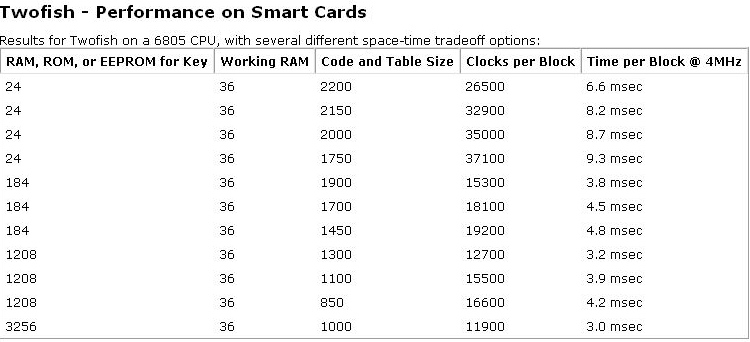 Twofish - Performance on Smart Cards
Results for Twofish on a 6805 CPU, with several different space-time tradeoff options:
RAM, ROM, or EEPROM for Key Working RAM Code and Table Size Clocks per Block Time per Block @ 4MHz
24 36 2200 26500 6.6 msec
24 36 2150 32900 8.2 msec
24 36 2000 35000 8.7 msec
24 36 1750 37100 9.3 msec
184 36 1900 15300 3.8 msec
184 36 1700 18100 4.5 msec
184 36 1450 19200 4.8 msec
1208 36 1300 12700 3.2 msec
1208 36 1100 15500 3.9 msec
1208 36 850 16600 4.2 msec
3256 36 1000 11900 3.0 msec